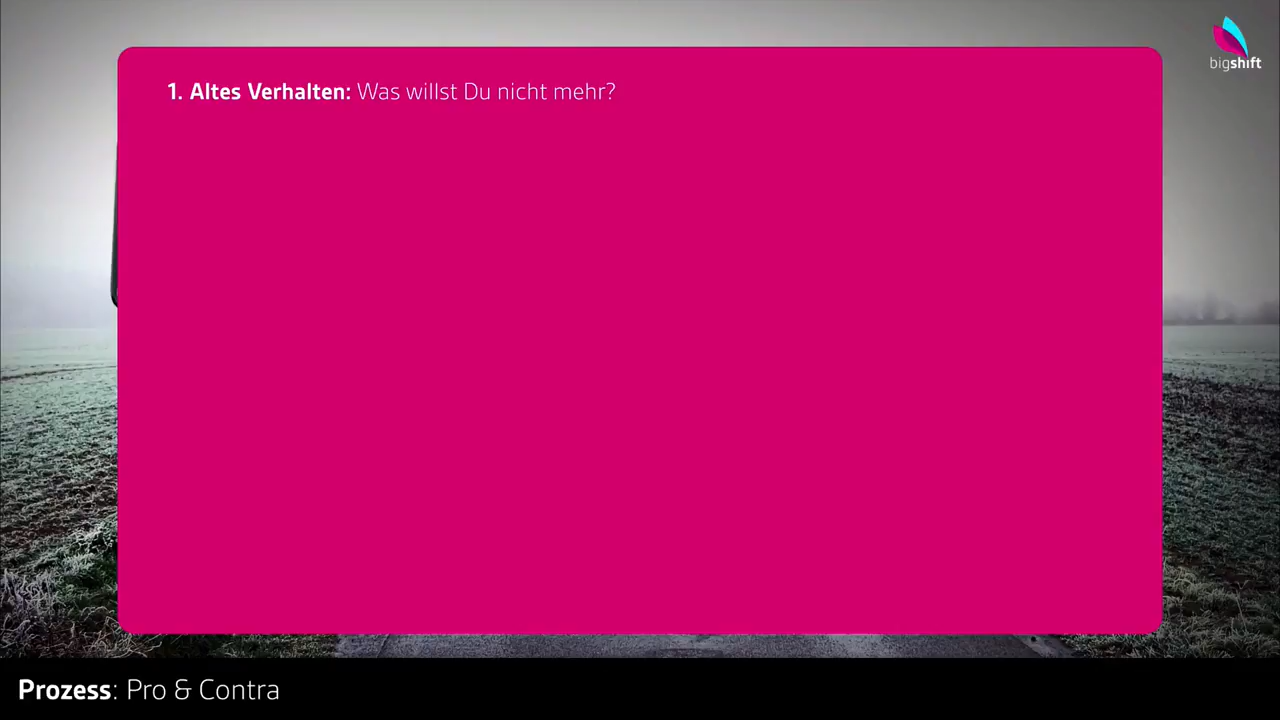 bigshift
1. Altes Verhalten: Was willst Du nicht mehr?
Prozess: Pro & Contra